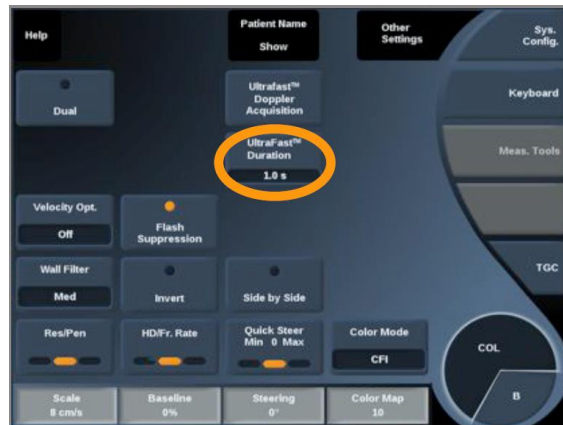 Help
Patient Name
Show
Other
Settings
Sys.
Config.
Dual
Ultrafast™
Doppler
Acquisition
Keyboard
UltraFast™
Duration
1.0 s
Meas. Tools
Velocity Opt.
Off
Flash
Suppression
Wall Filter
Med
Invert
Side by Side
TGC
Res/Pen
HD/Fr. Rate
Quick Steer
Min 0 Max
Color Mode
CFI
COL
B
Scale
8 cm/s
Baseline
0%
Steering
0°
Color Map
10